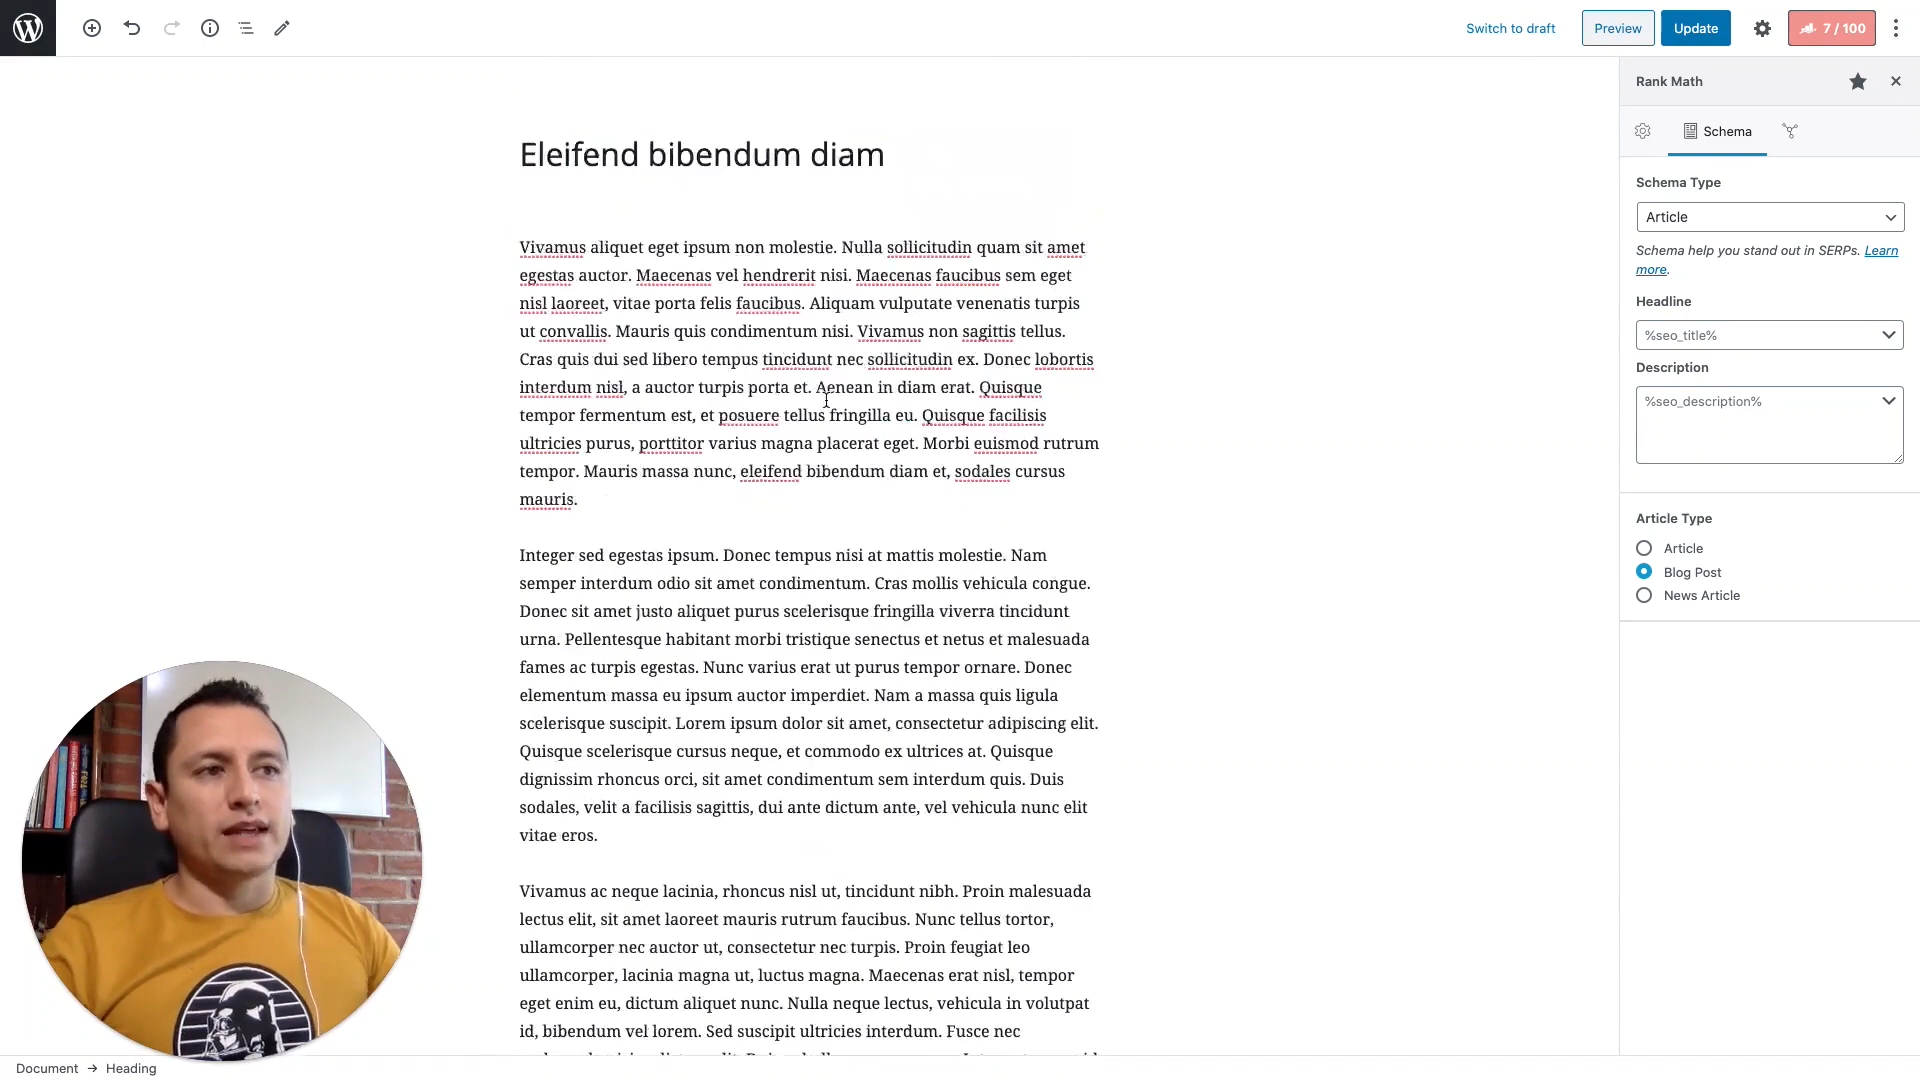 Switch to draft
Preview
Update
7 / 100
Rank Math
Schema
Schema Type
Article
Schema help you stand out in SERPs. Learn
more.
Headline
%seo_title%
Description
%seo_description%
Article Type
Article
Blog Post
News Article
Eleifend bibendum diam
Vivamus aliquet eget ipsum non molestie. Nulla sollicitudin quam sit amet
egestas auctor. Maecenas vel hendrerit nisi. Maecenas faucibus sem eget
nisl laoreet, vitae porta felis faucibus. Aliquam vulputate venenatis turpis
ut convallis. Mauris quis condimentum nisi. Vivamus non sagittis tellus.
Cras quis dui sed libero tempus tincidunt nec sollicitudin ex. Donec lobortis
interdum nisl, a auctor turpis porta et. Aenean in diam erat. Quisque
tempor fermentum est, et posuere tellus fringilla eu. Quisque facilisis
ultricies purus, porttitor varius magna placerat eget. Morbi euismod rutrum
tempor. Mauris massa nunc, eleifend bibendum diam et, sodales cursus
mauris.
Integer sed egestas ipsum. Donec tempus nisi at mattis molestie. Nam
semper interdum odio sit amet condimentum. Cras mollis vehicula congue.
Donec sit amet justo aliquet purus scelerisque fringilla viverra tincidunt
urna. Pellentesque habitant morbi tristique senectus et netus et malesuada
fames ac turpis egestas. Nunc varius erat ut purus tempor ornare. Donec
elementum massa eu ipsum auctor imperdiet. Nam a massa quis ligula
scelerisque suscipit. Lorem ipsum dolor sit amet, consectetur adipiscing elit.
Quisque scelerisque cursus neque, et commodo ex ultrices at. Quisque
dignissim rhoncus orci, sit amet condimentum sem interdum quis. Duis
sodales, velit a facilisis sagittis, dui ante dictum ante, vel vehicula nunc elit
vitae eros.
Vivamus ac neque lacinia, rhoncus nisl ut, tincidunt nibh. Proin malesuada
lectus elit, sit amet laoreet mauris rutrum faucibus. Nunc tellus tortor,
ullamcorper nec auctor ut, consectetur nec turpis. Proin feugiat leo
ullamcorper, lacinia magna ut, luctus magna. Maecenas erat nisl, tempor
eget enim eu, dictum aliquet nunc. Nulla neque lectus, vehicula in volutpat
id, bibendum vel lorem. Sed suscipit ultricies interdum. Fusce nec
Document → Heading